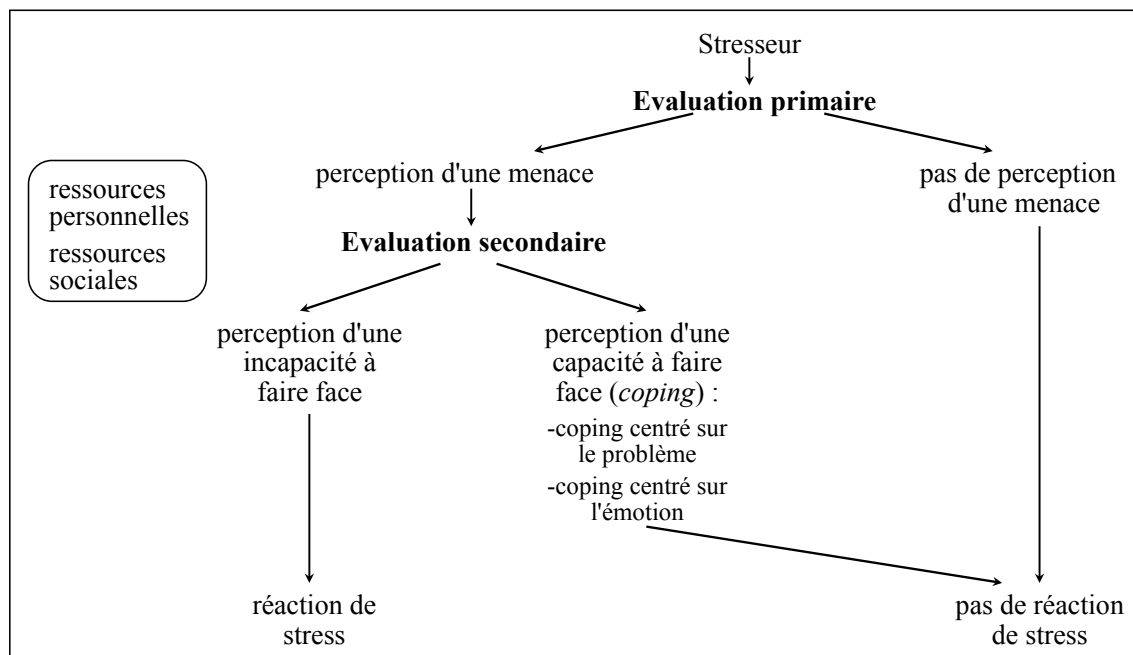 Stresseur
Evaluation primaire
perception d'une menace
pas de perception
d'une menace
ressources
personnelles
ressources
sociales
Evaluation secondaire
perception d'une
incapacité à
faire face
perception d'une
capacité à faire
face (coping) :
-coping centré sur
le problème
-coping centré sur
l'émotion
réaction de
stress
pas de réaction
de stress